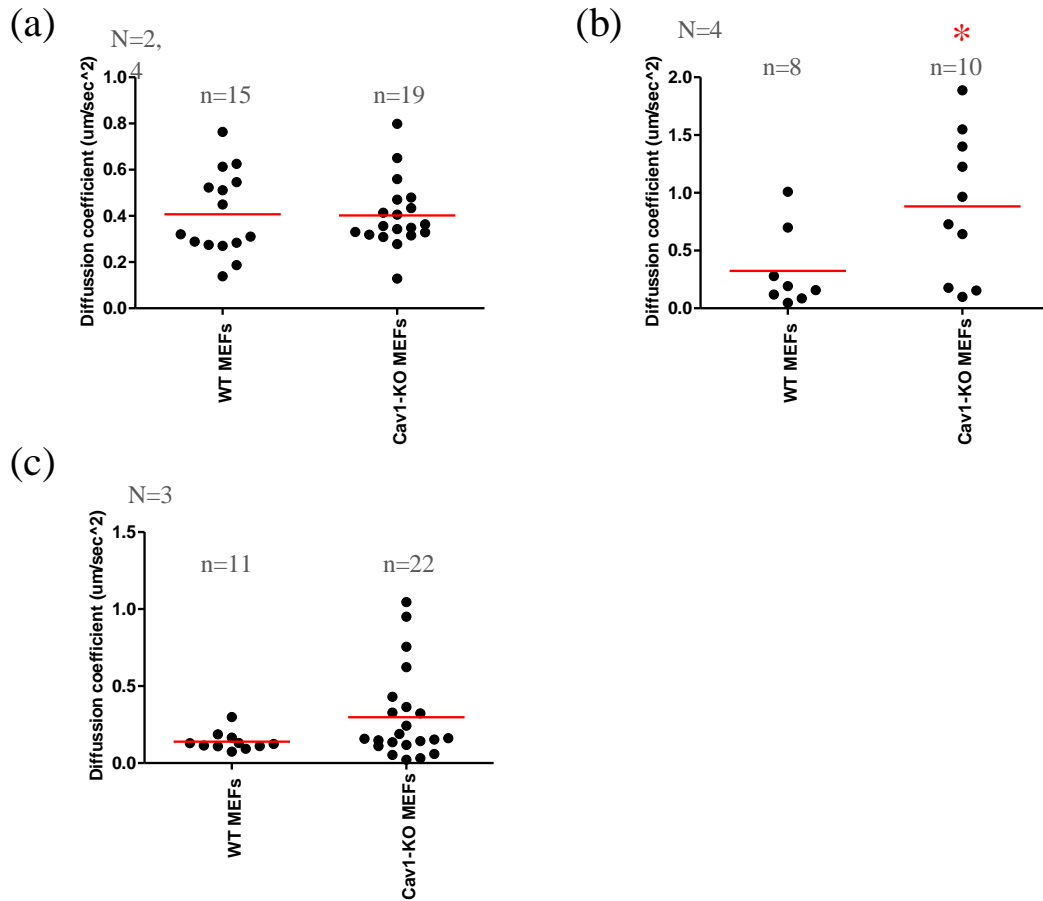 (a)
N=2,
4
n=15
n=19
Diffussion coefficient (um/sec^2)
1.0
0.8
0.6
0.4
0.2
0.0
WT MEFs
Cav1-KO MEFs
(b)
N=4
*
n=8
n=10
Diffussion coefficient (um/sec^2)
2.0
1.5
1.0
0.5
0.0
WT MEFs
Cav1-KO MEFs
(c)
N=3
n=11
n=22
Diffussion coefficient (um/sec^2)
1.5
1.0
0.5
0.0
WT MEFs
Cav1-KO MEFs